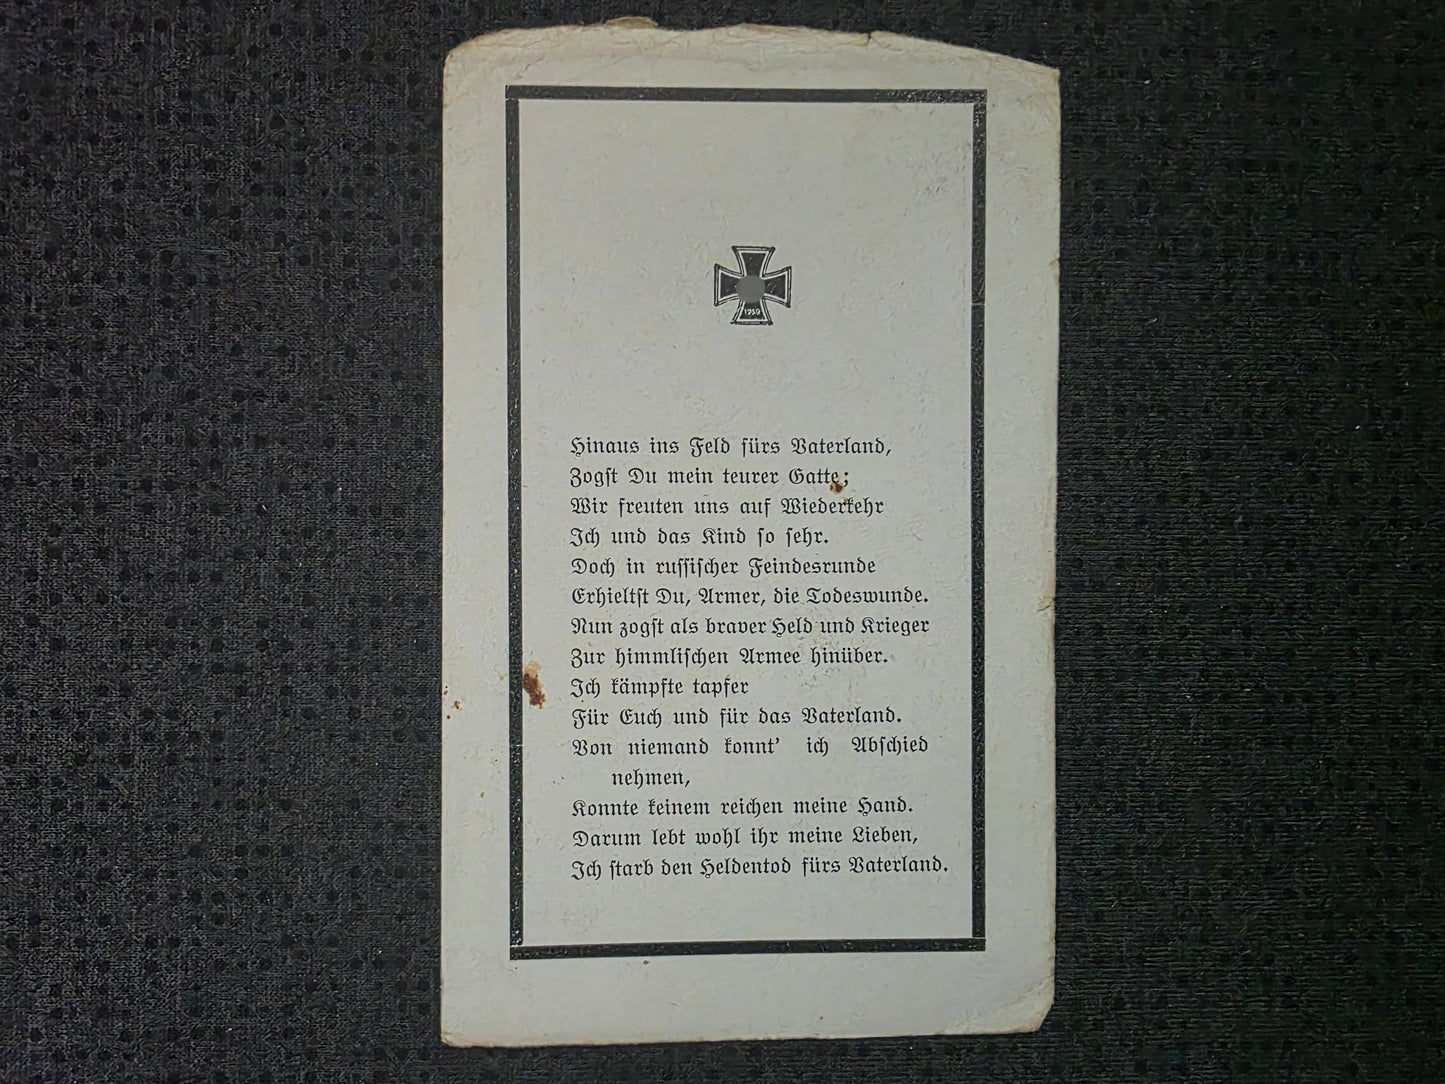 1939
Hinaus ins Feld fürs Vaterland,
Zogst Du mein teurer Gatte;
Wir freuten uns auf Wiederkehr
Ich und das Kind so sehr.
Doch in russischer Feindesrunde
Erhieltst Du, Armer, die Todeswunde.
Nun zogst als braver Held und Krieger
Zur himmlischen Armee hinüber.
Ich kämpfte tapfer
Für Euch und für das Vaterland.
Von niemand konnt' ich Abschied
nehmen,
Konnte keinem reichen meine Hand.
Darum lebt wohl ihr meine Lieben,
Ich starb den Heldentod fürs Vaterland.